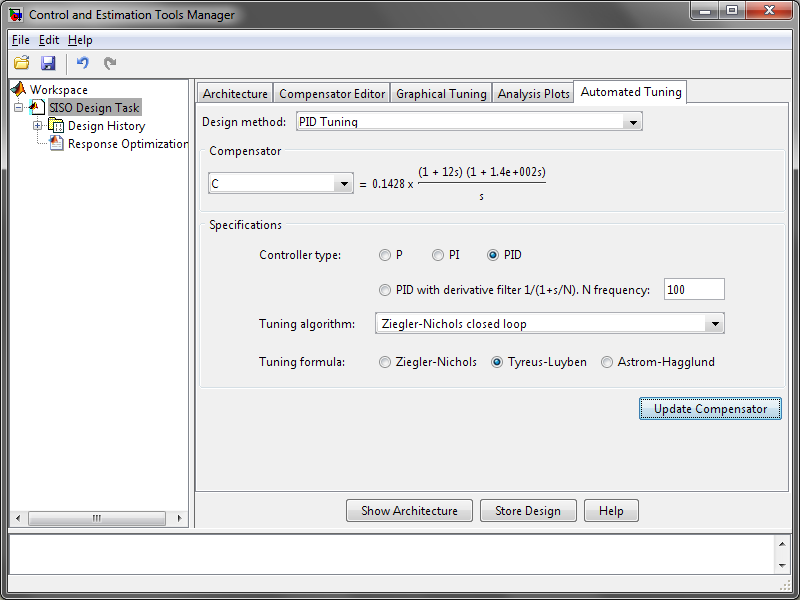 Control and Estimation Tools Manager
File Edit Help
Workspace
SISO Design Task
Design History
Response Optimization
Architecture Compensator Editor Graphical Tuning Analysis Plots Automated Tuning
Design method: PID Tuning
Compensator
C = 0.1428 x (1 + 12s) (1 + 1.4e+002s)
s
Specifications
Controller type: P PI PID
PID with derivative filter 1/(1+s/N). N frequency: 100
Tuning algorithm: Ziegler-Nichols closed loop
Tuning formula: Ziegler-Nichols Tyreus-Luyben Astrom-Hagglund
Update Compensator
Show Architecture Store Design Help